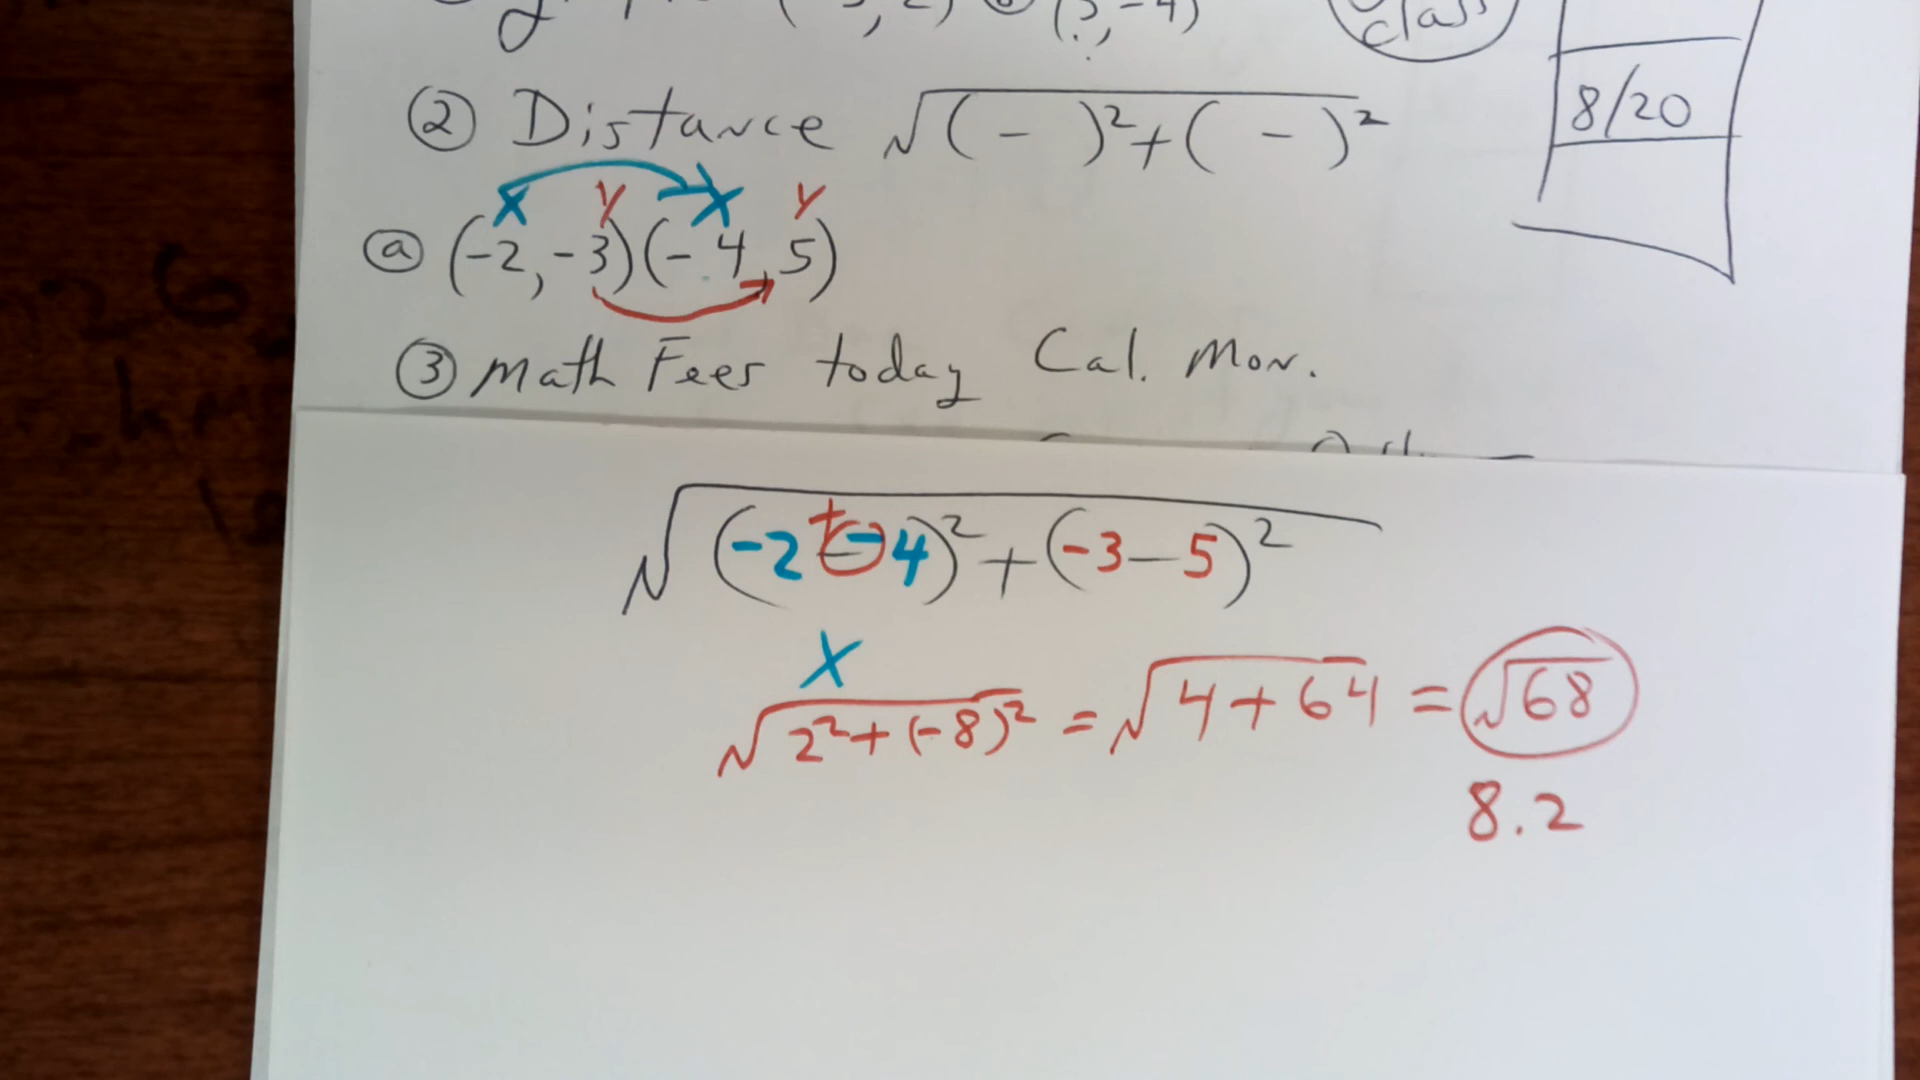 class
② Distance √( - )² + ( - )²
8/20
X Y X Y
ⓐ (-2, -3)(-4, 5)
③ Math Fees today Cal. Mon.
√(-2 + 4)² + (-3 - 5)²
X
√2² + (-8)² = √4 + 64 = √68
8.2